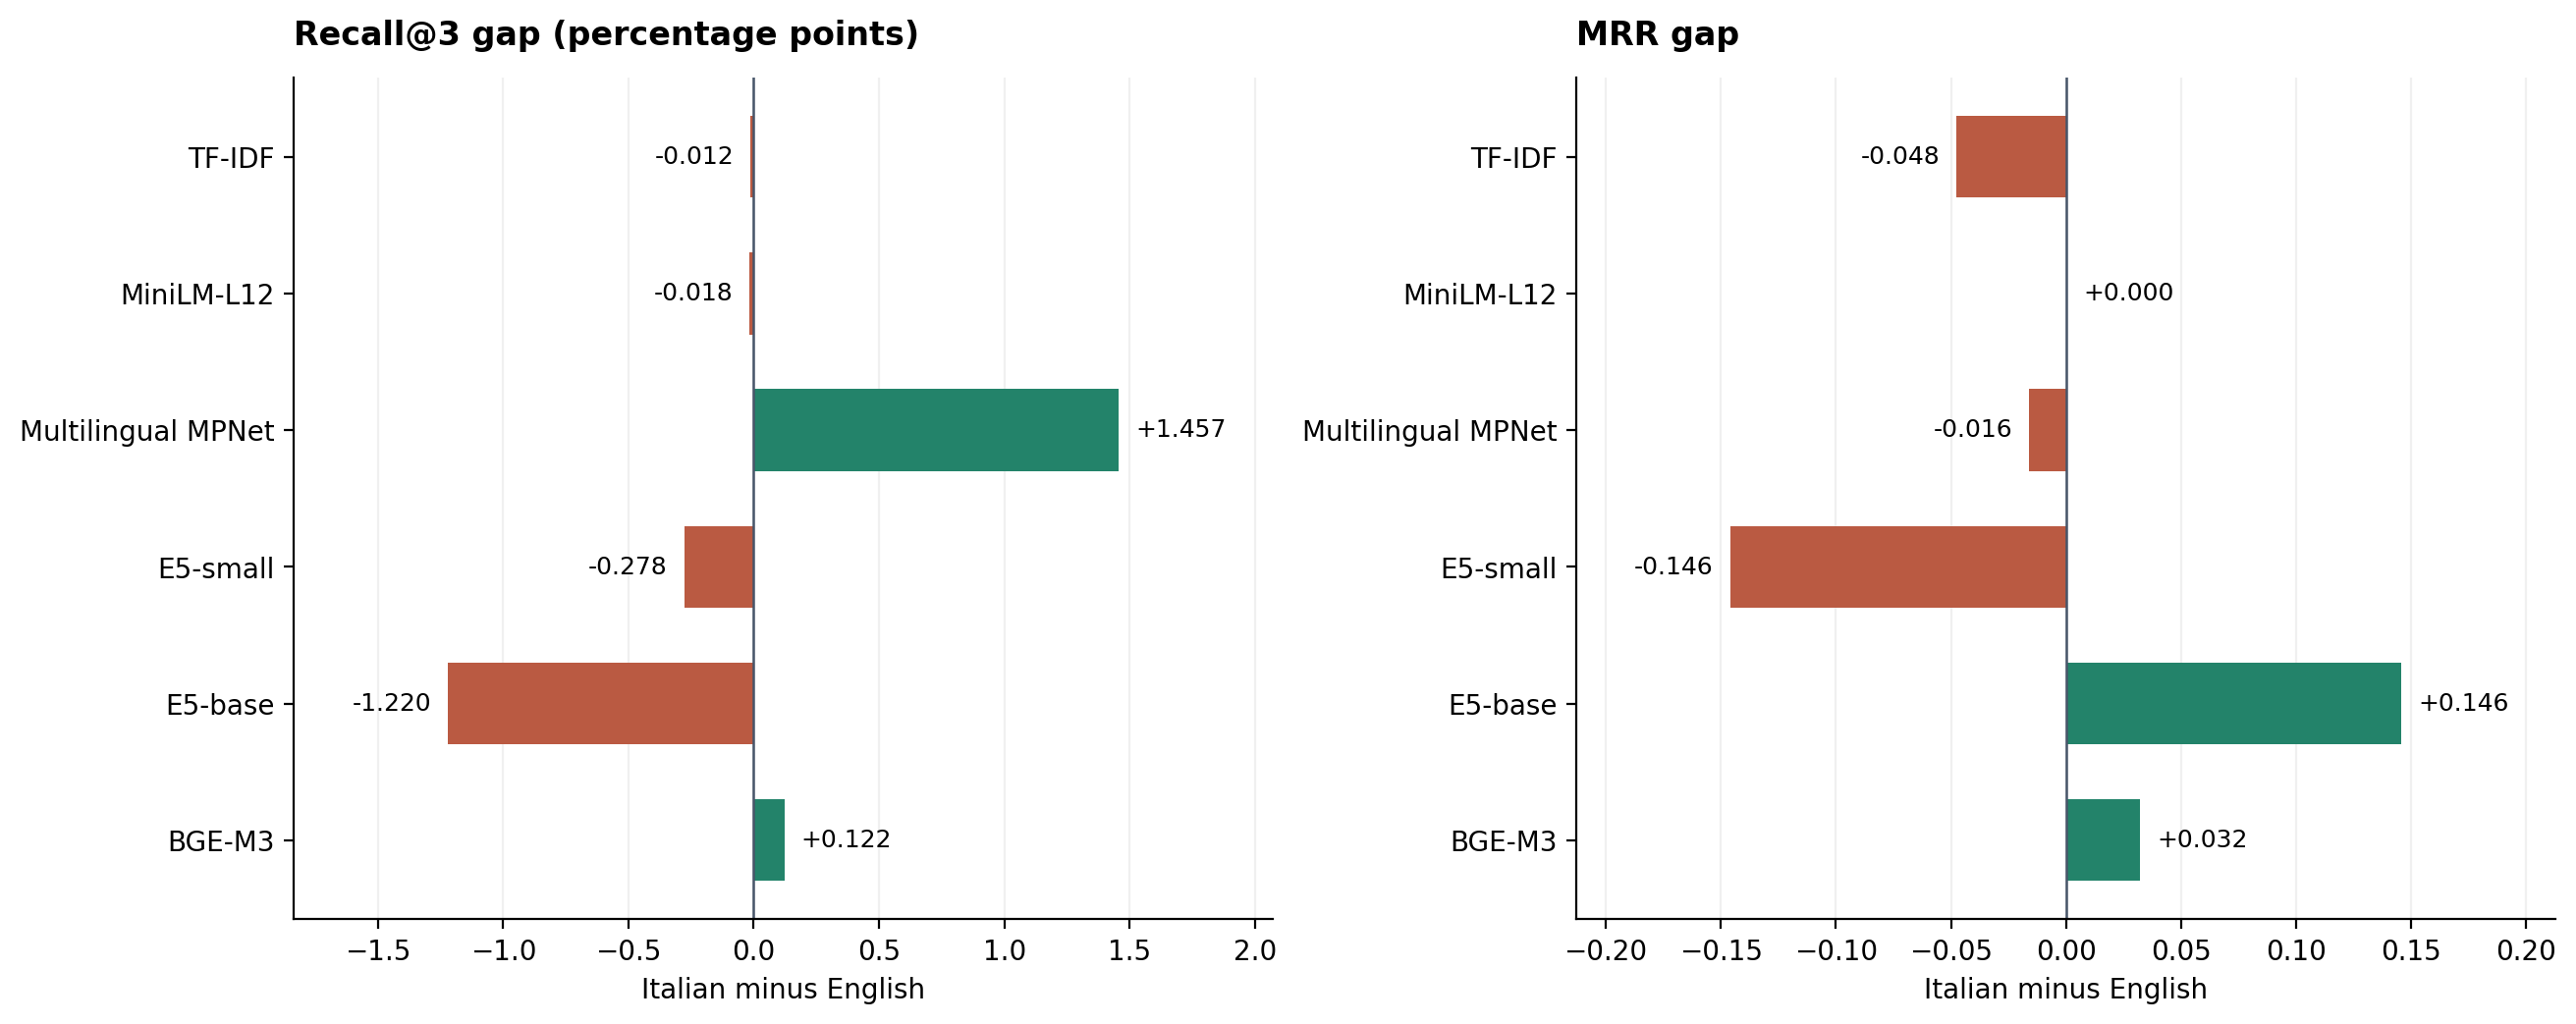 Recall@3 gap (percentage points)
TF-IDF
-0.012
MiniLM-L12
-0.018
Multilingual MPNet
+1.457
E5-small
-0.278
E5-base
-1.220
BGE-M3
+0.122
−1.5 −1.0 −0.5 0.0 0.5 1.0 1.5 2.0
Italian minus English
MRR gap
TF-IDF
-0.048
MiniLM-L12
+0.000
Multilingual MPNet
-0.016
E5-small
-0.146
E5-base
+0.146
BGE-M3
+0.032
−0.20 −0.15 −0.10 −0.05 0.00 0.05 0.10 0.15 0.20
Italian minus English